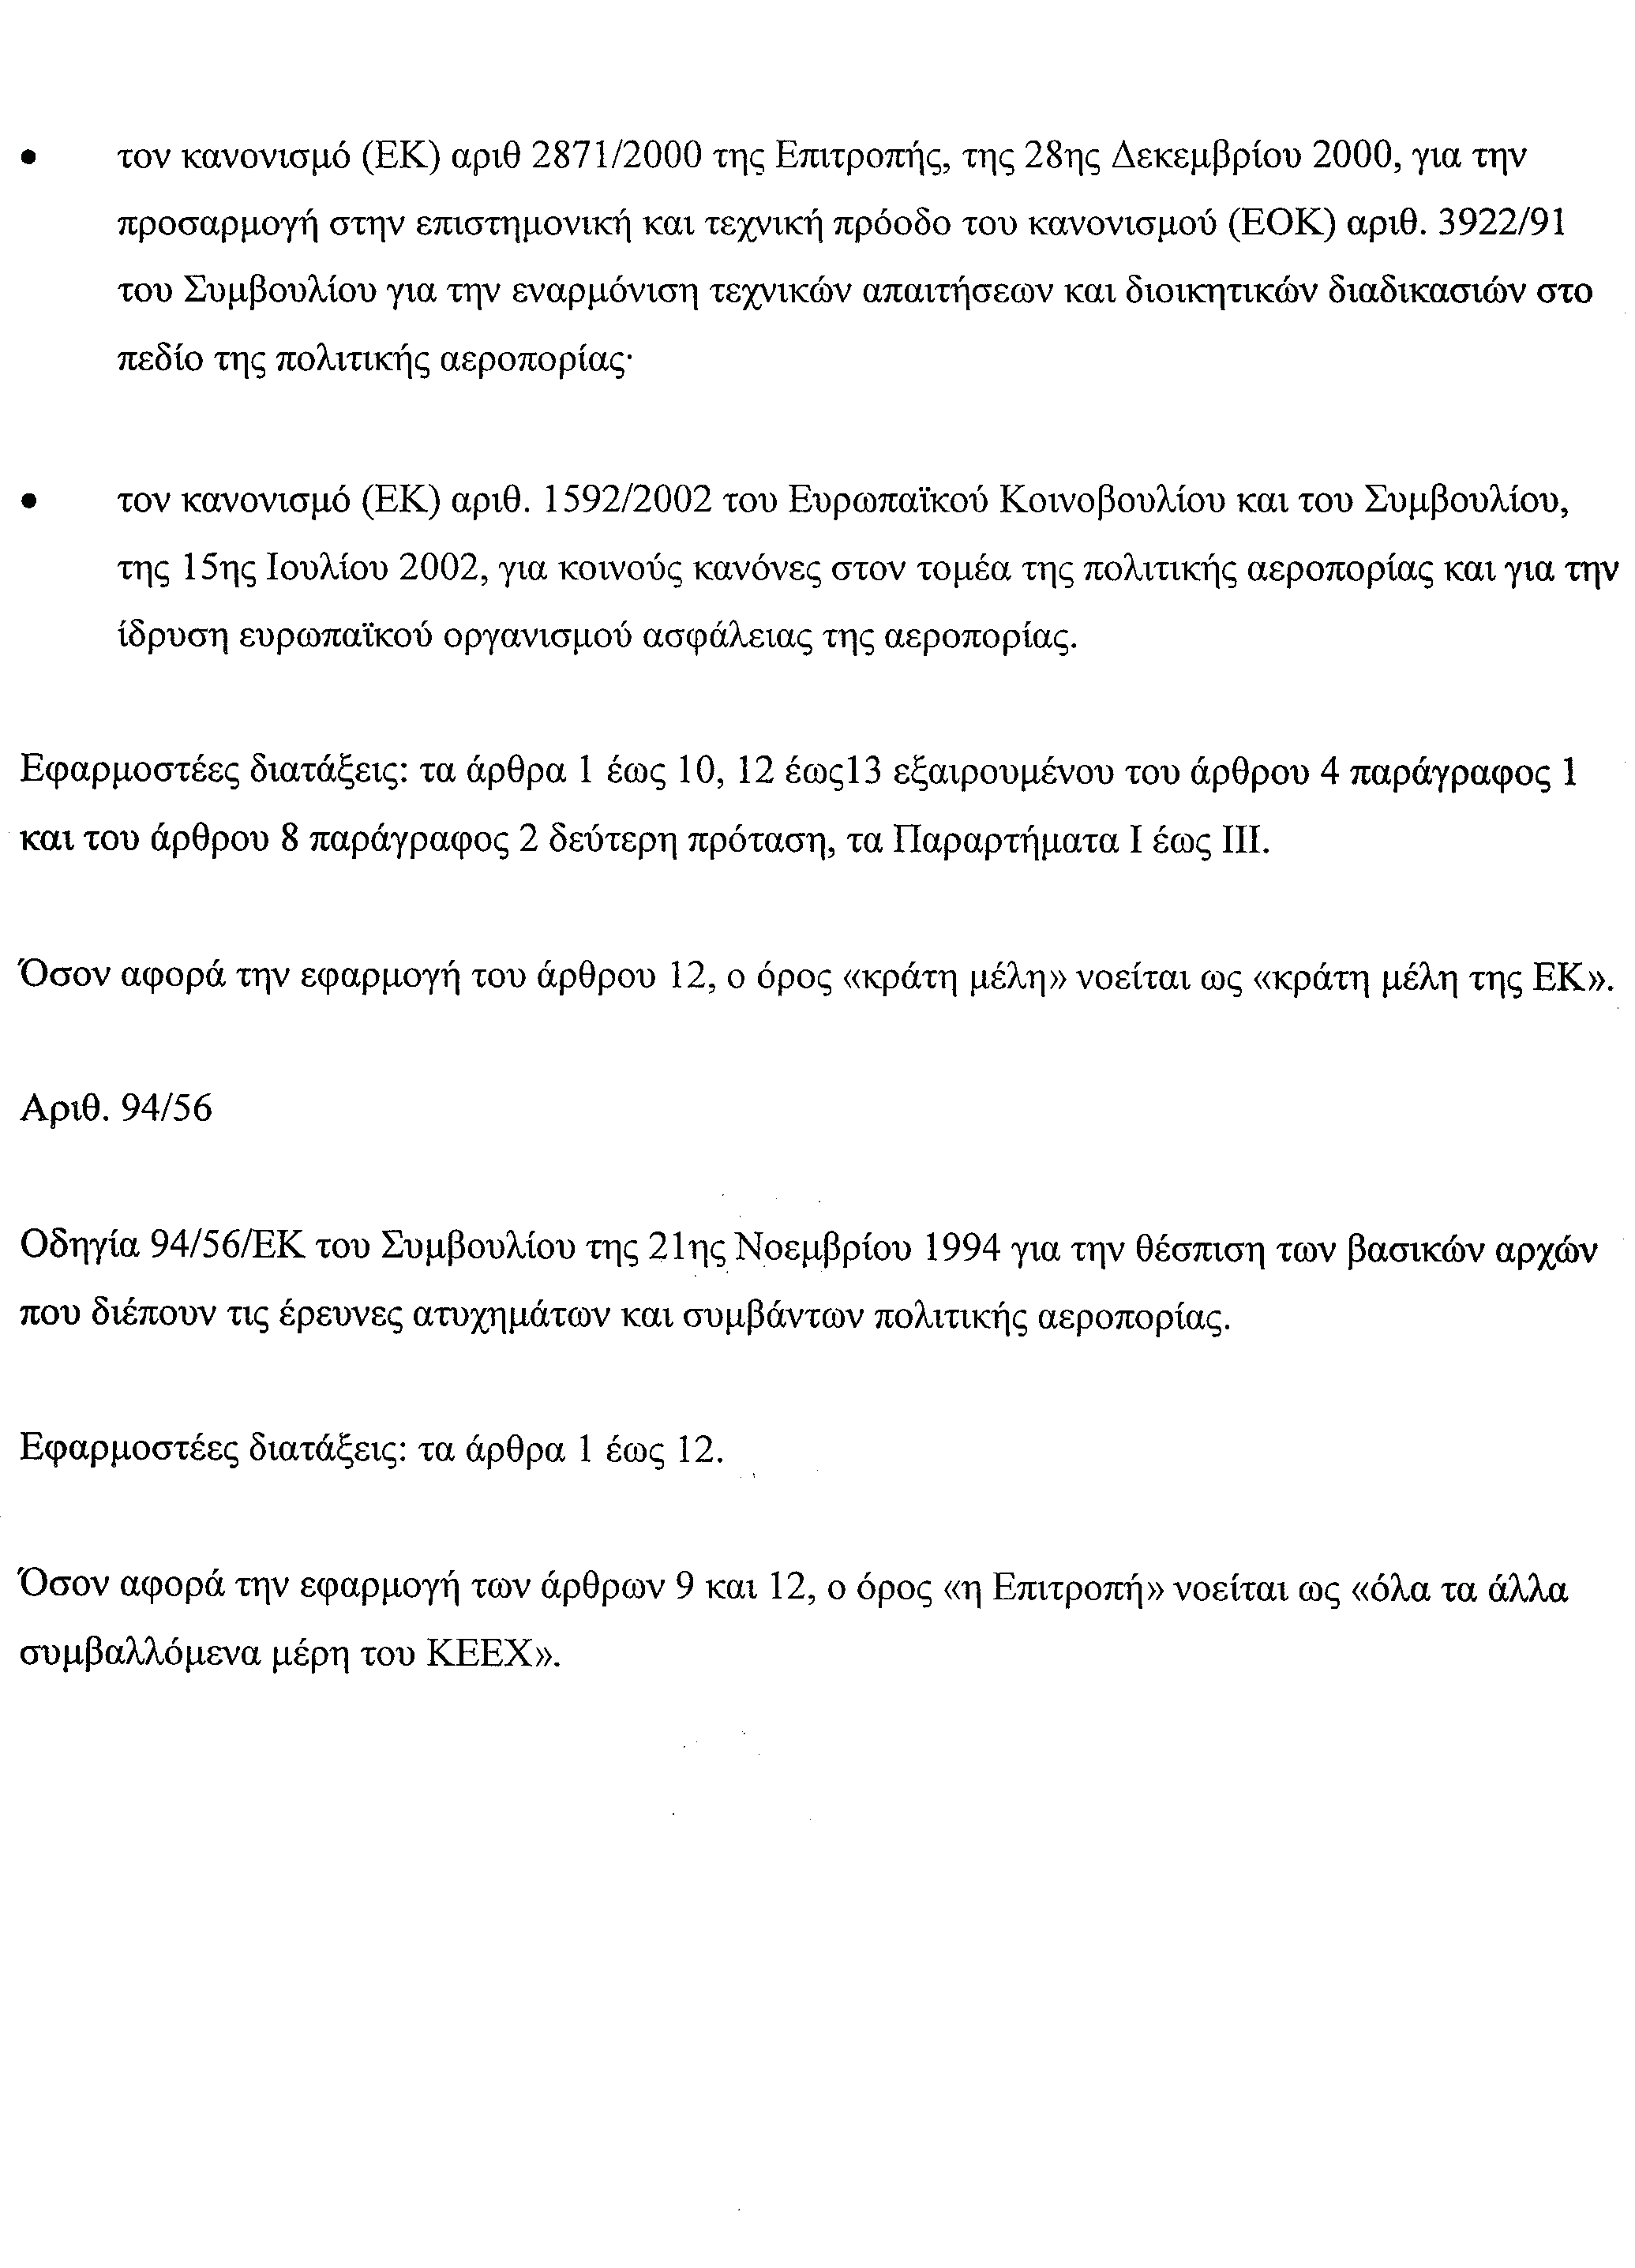 • τον κανονισμό (ΕΚ) αριθ 2871/2000 της Επιτροπής, της 28ης Δεκεμβρίου 2000, για την
προσαρμογή στην επιστημονική και τεχνική πρόοδο του κανονισμού (ΕΟΚ) αριθ. 3922/91
του Συμβουλίου για την εναρμόνιση τεχνικών απαιτήσεων και διοικητικών διαδικασιών στο
πεδίο της πολιτικής αεροπορίας·
• τον κανονισμό (ΕΚ) αριθ. 1592/2002 του Ευρωπαϊκού Κοινοβουλίου και του Συμβουλίου,
της 15ης Ιουλίου 2002, για κοινούς κανόνες στον τομέα της πολιτικής αεροπορίας και για την
ίδρυση ευρωπαϊκού οργανισμού ασφάλειας της αεροπορίας.
Εφαρμοστέες διατάξεις: τα άρθρα 1 έως 10, 12 έως13 εξαιρουμένου του άρθρου 4 παράγραφος 1
και του άρθρου 8 παράγραφος 2 δεύτερη πρόταση, τα Παραρτήματα Ι έως ΙΙΙ.
Όσον αφορά την εφαρμογή του άρθρου 12, ο όρος «κράτη μέλη» νοείται ως «κράτη μέλη της ΕΚ».
Αριθ. 94/56
Οδηγία 94/56/ΕΚ του Συμβουλίου της 21ης Νοεμβρίου 1994 για την θέσπιση των βασικών αρχών
που διέπουν τις έρευνες ατυχημάτων και συμβάντων πολιτικής αεροπορίας.
Εφαρμοστέες διατάξεις: τα άρθρα 1 έως 12.
Όσον αφορά την εφαρμογή των άρθρων 9 και 12, ο όρος «η Επιτροπή» νοείται ως «όλα τα άλλα
συμβαλλόμενα μέρη του ΚΕΕΧ».